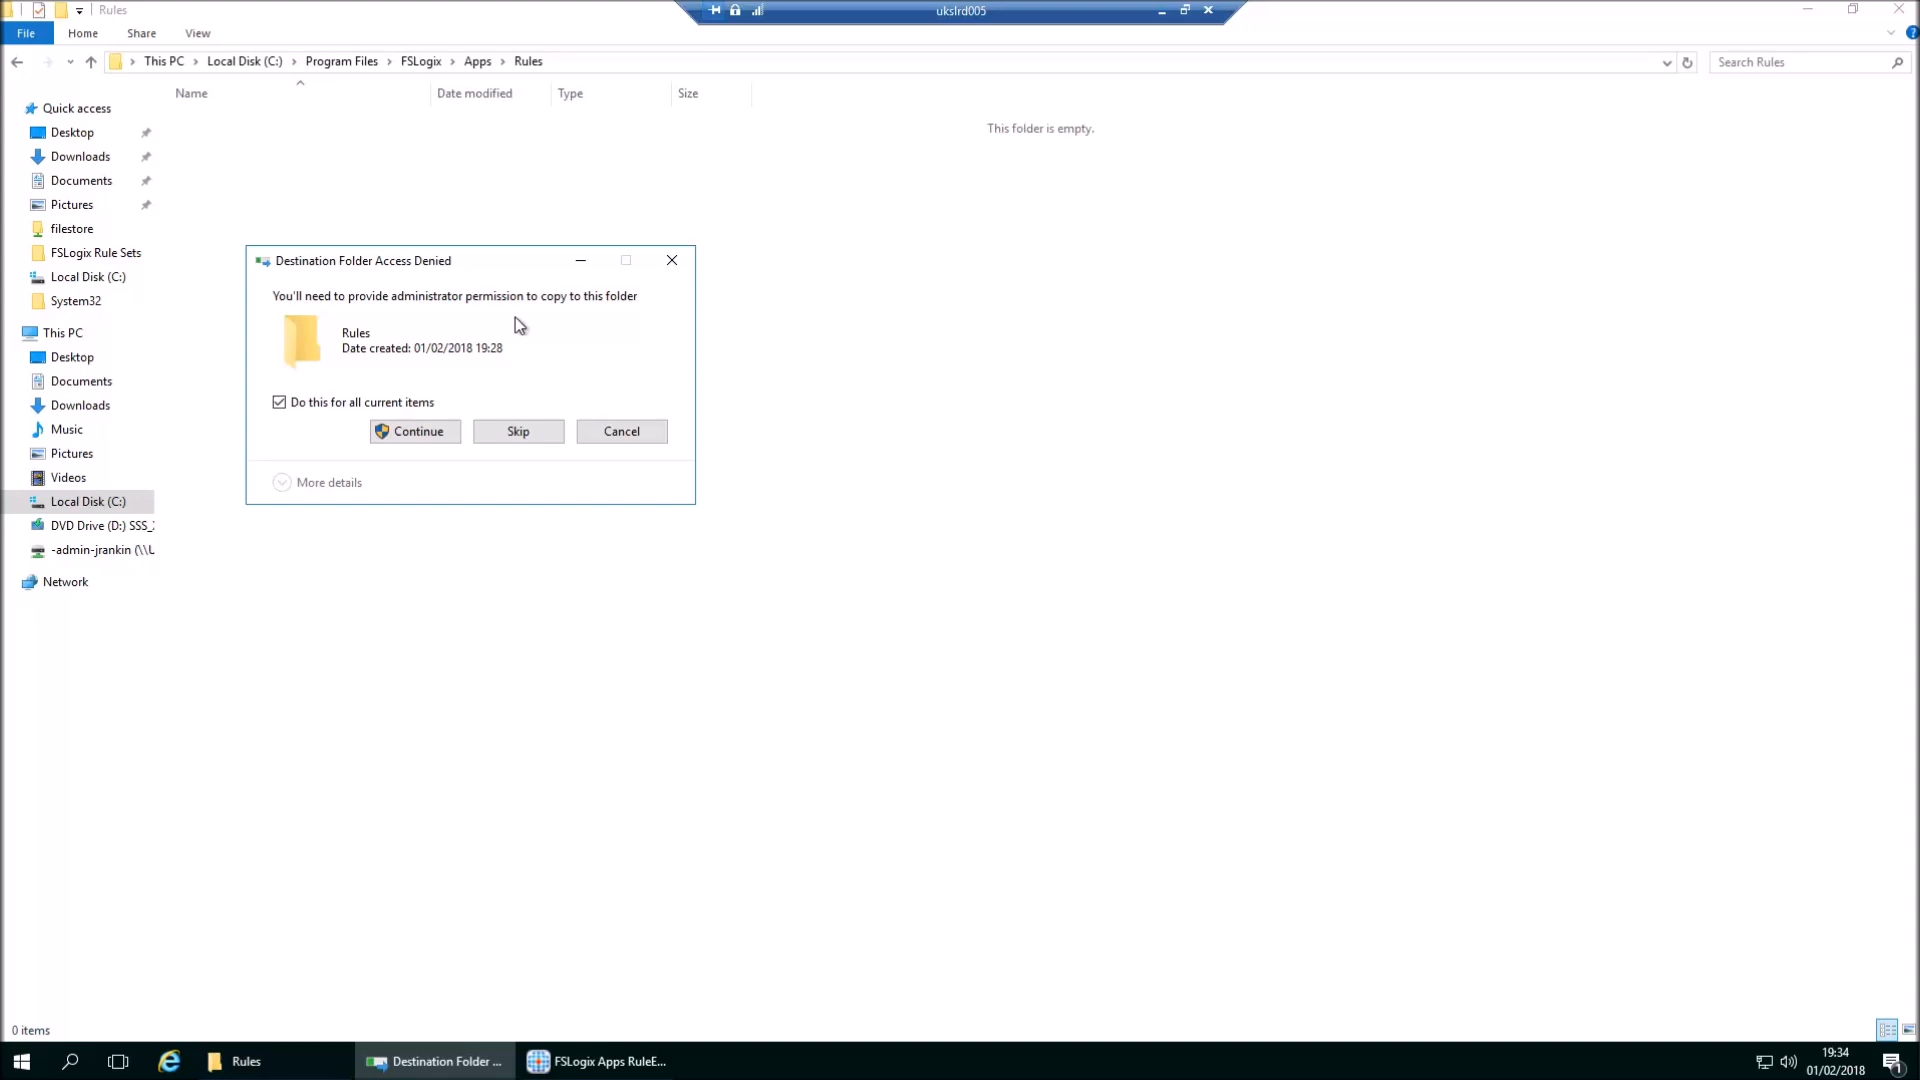 Rules
ukslrd005
File
Home
Share
View
This PC
Local Disk (C:)
Program Files
FSLogix
Apps
Rules
Search Rules
Name
Date modified
Type
Size
This folder is empty.
Quick access
Desktop
Downloads
Documents
Pictures
filestore
FSLogix Rule Sets
Local Disk (C:)
System32
This PC
Desktop
Documents
Downloads
Music
Pictures
Videos
Local Disk (C:)
DVD Drive (D:) SSS_
-admin-jrankin (\\U
Network
Destination Folder Access Denied
You'll need to provide administrator permission to copy to this folder
Rules
Date created: 01/02/2018 19:28
Do this for all current items
Continue
Skip
Cancel
More details
0 items
Rules
Destination Folder ...
FSLogix Apps RuleE...
19:34
01/02/2018
1